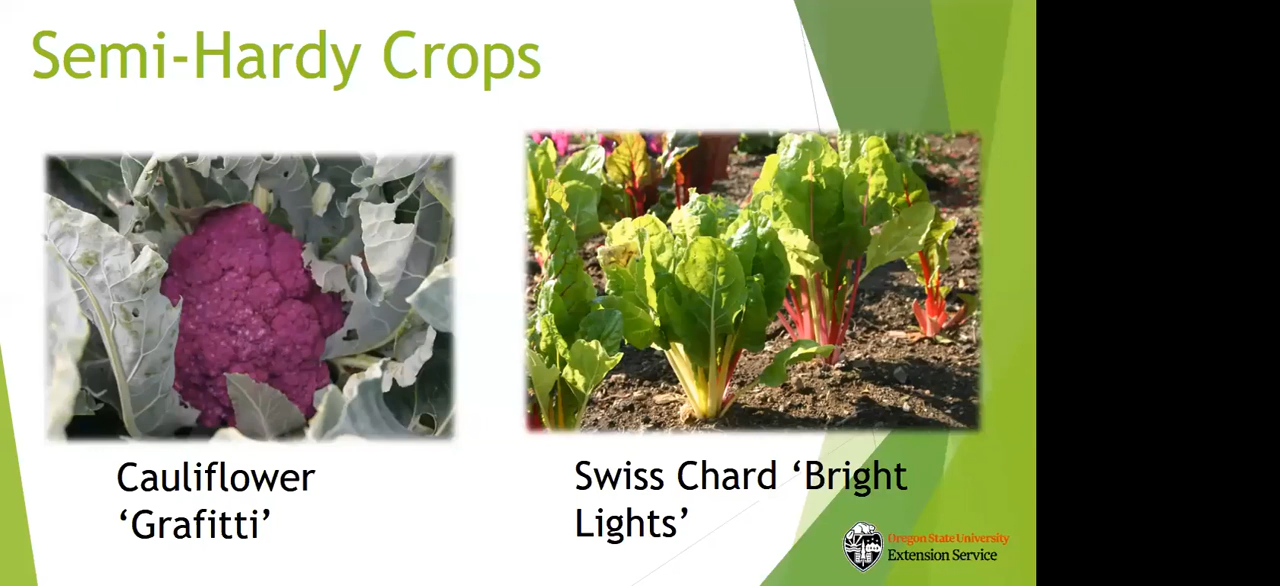 Semi-Hardy Crops
Cauliflower
‘Grafitti’
Swiss Chard ‘Bright
Lights’
Oregon State University
Extension Service